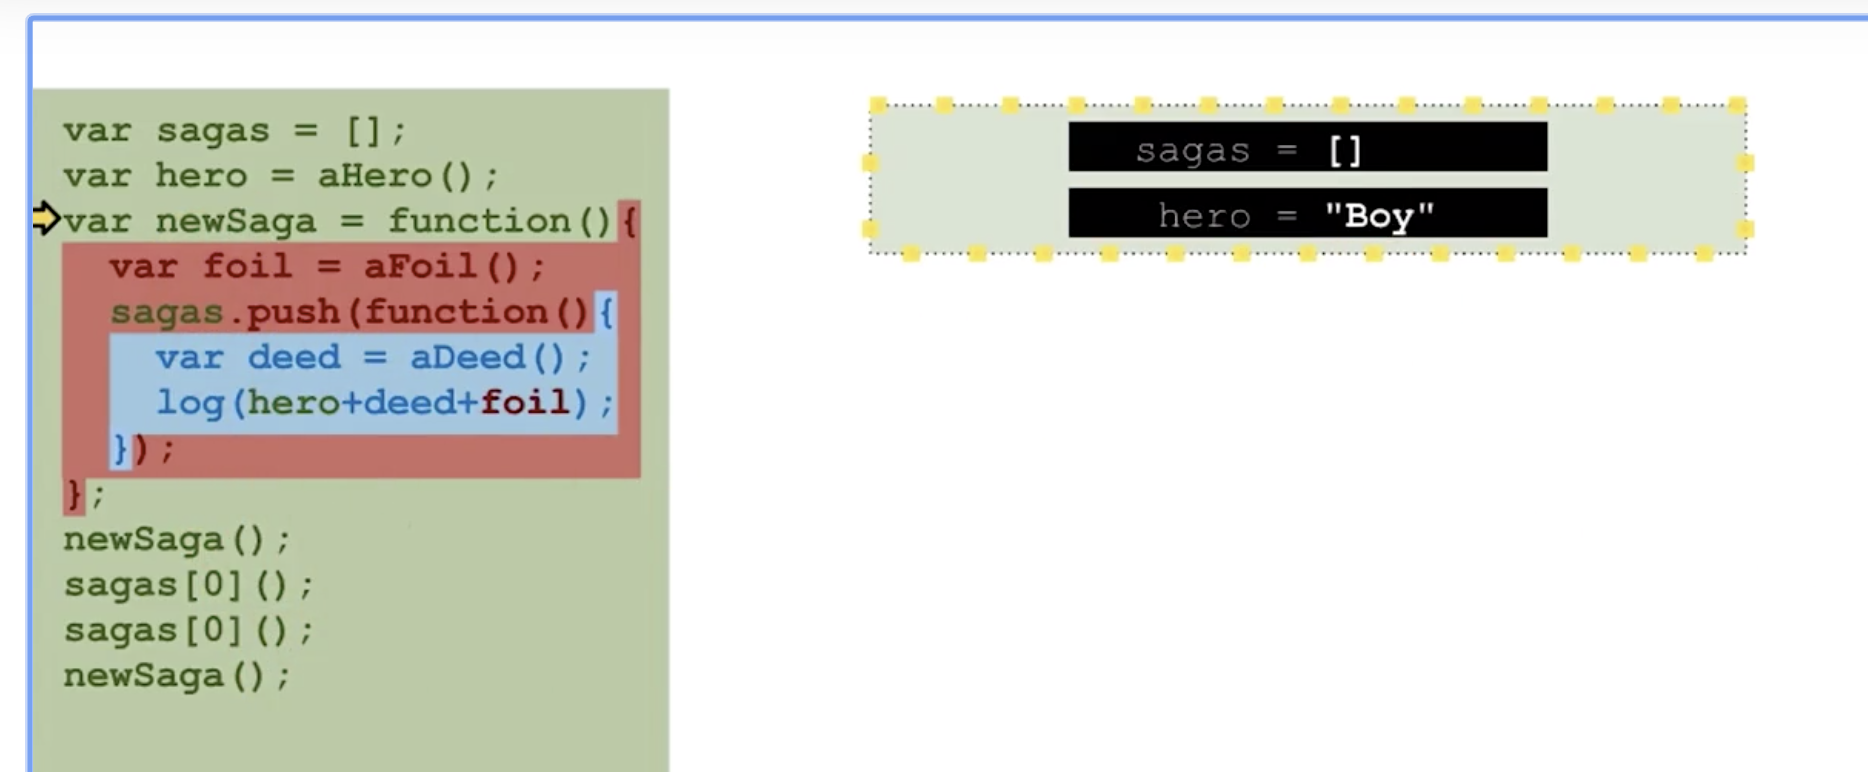 var sagas = [];
var hero = aHero();
var newSaga = function(){
var foil = aFoil();
sagas.push(function(){
var deed = aDeed();
log(hero+deed+foil);
});
};
newSaga();
sagas[0]();
sagas[0]();
newSaga();
sagas = []
hero = "Boy"